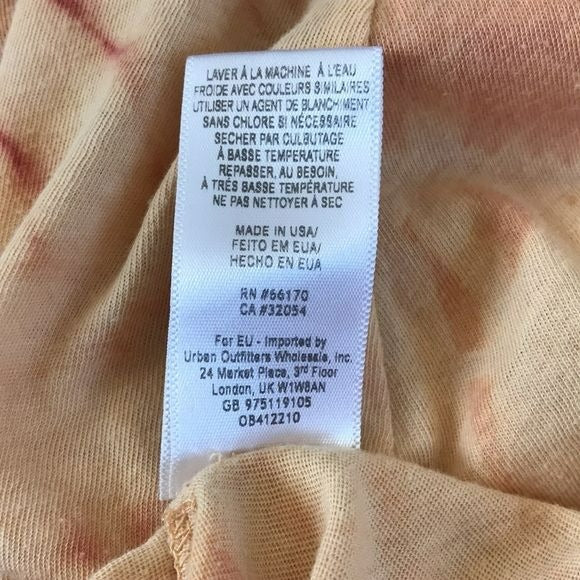 LAVER À LA MACHINE À L'EAU
FROIDE AVEC COULEURS SIMILAIRES
UTILISER UN AGENT DE BLANCHIMENT
SANS CHLORE SI NÉCESSAIRE
SECHER PAR CULBUTAGE
À BASSE TEMPERATURE
REPASSER, AU BESOIN,
À TRÈS BASSE TEMPÉRATURE
NE PAS NETTOYER À SEC
MADE IN USA/
FEITO EM EUA/
HECHO EN EUA
RN #66170
CA #32054
For EU - Imported by
Urban Outfitters Wholesale, Inc.
24 Market Place, 3rd Floor
London, UK W1W8AN
GB 975119105
OB412210